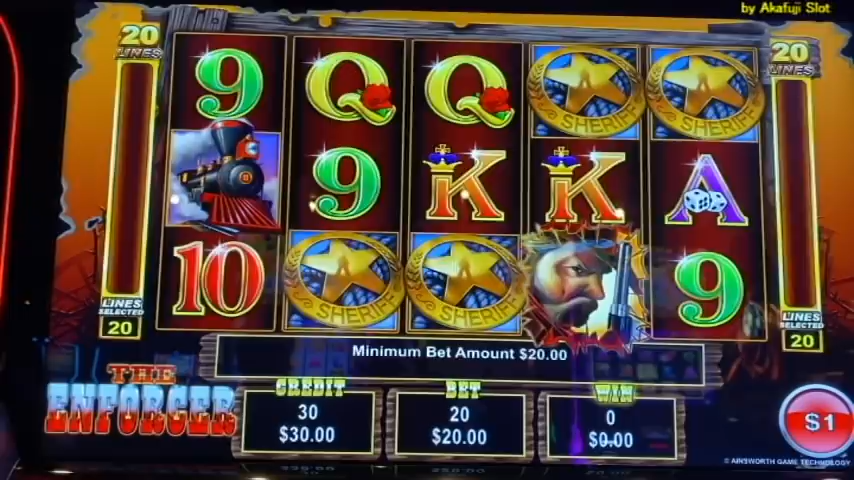 by Akafuji Slot
20 LINES
20 LINES
9 Q Q SHERIFF SHERIFF
9 K K A
10 SHERIFF SHERIFF 9
LINES SELECTED 20
LINES SELECTED 20
Minimum Bet Amount $20.00
THE ENFORCER
CREDIT
30
$30.00
BET
20
$20.00
WIN
0
$0.00
$1
© AINSWORTH GAME TECHNOLOGY